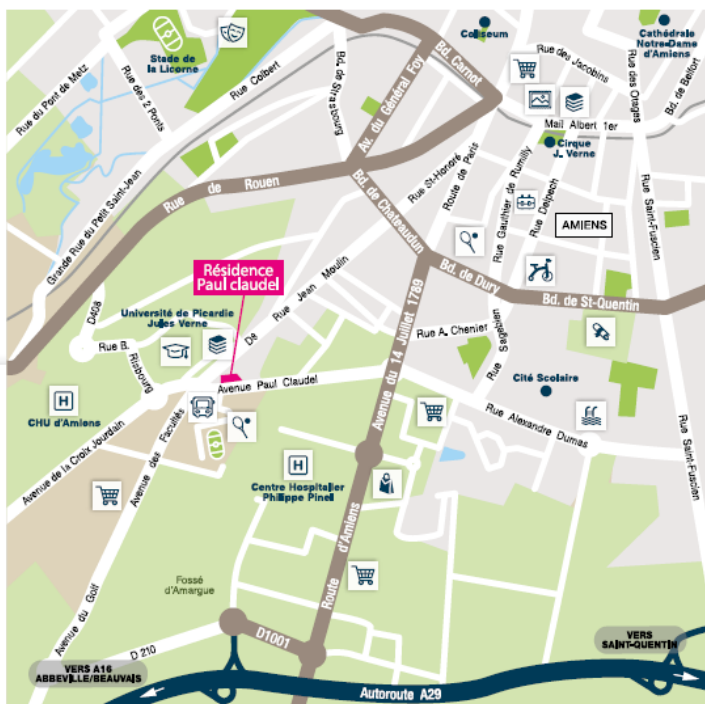 Coliseum
Cathédrale
Notre-Dame
d'Amiens
Stade de
la Licorne
Rue du Pont de Metz
Rue des 2 Ponts
Rue Colbert
Bd. de Strasbourg
Av. du Général Foy
Bd. Carnot
Rue des Jacobins
Rue des Otages
Bd. de Belfort
Mail Albert 1er
Cirque
J. Verne
Rue St-Honoré
Route de Paris
Rue Gauthier de Rumilly
Rue Delpech
AMIENS
Rue Saint-Fuscien
Grande Rue du Petit Saint-Jean
Rue de Rouen
Bd. de Chateaudun
Bd. de Dury
Bd. de St-Quentin
Résidence
Paul claudel
D408
Université de Picardie
Jules Verne
D8 Rue Jean Moulin
Rue B. Risbourg
Avenue du 14 Juillet 1789
Rue A. Chenier
Rue Sagebien
Avenue Paul Claudel
Cité Scolaire
H
CHU d'Amiens
Rue Alexandre Dumas
Rue Saint-Fuscien
Avenue de la Croix Jourdain
Avenue des Facultés
H
Centre Hospitalier
Philippe Pinel
Route d'Amiens
Fossé
d'Amargue
Avenue du Golf
D 210
D1001
VERS A16
ABBEVILLE/BEAUVAIS
VERS
SAINT-QUENTIN
Autoroute A29